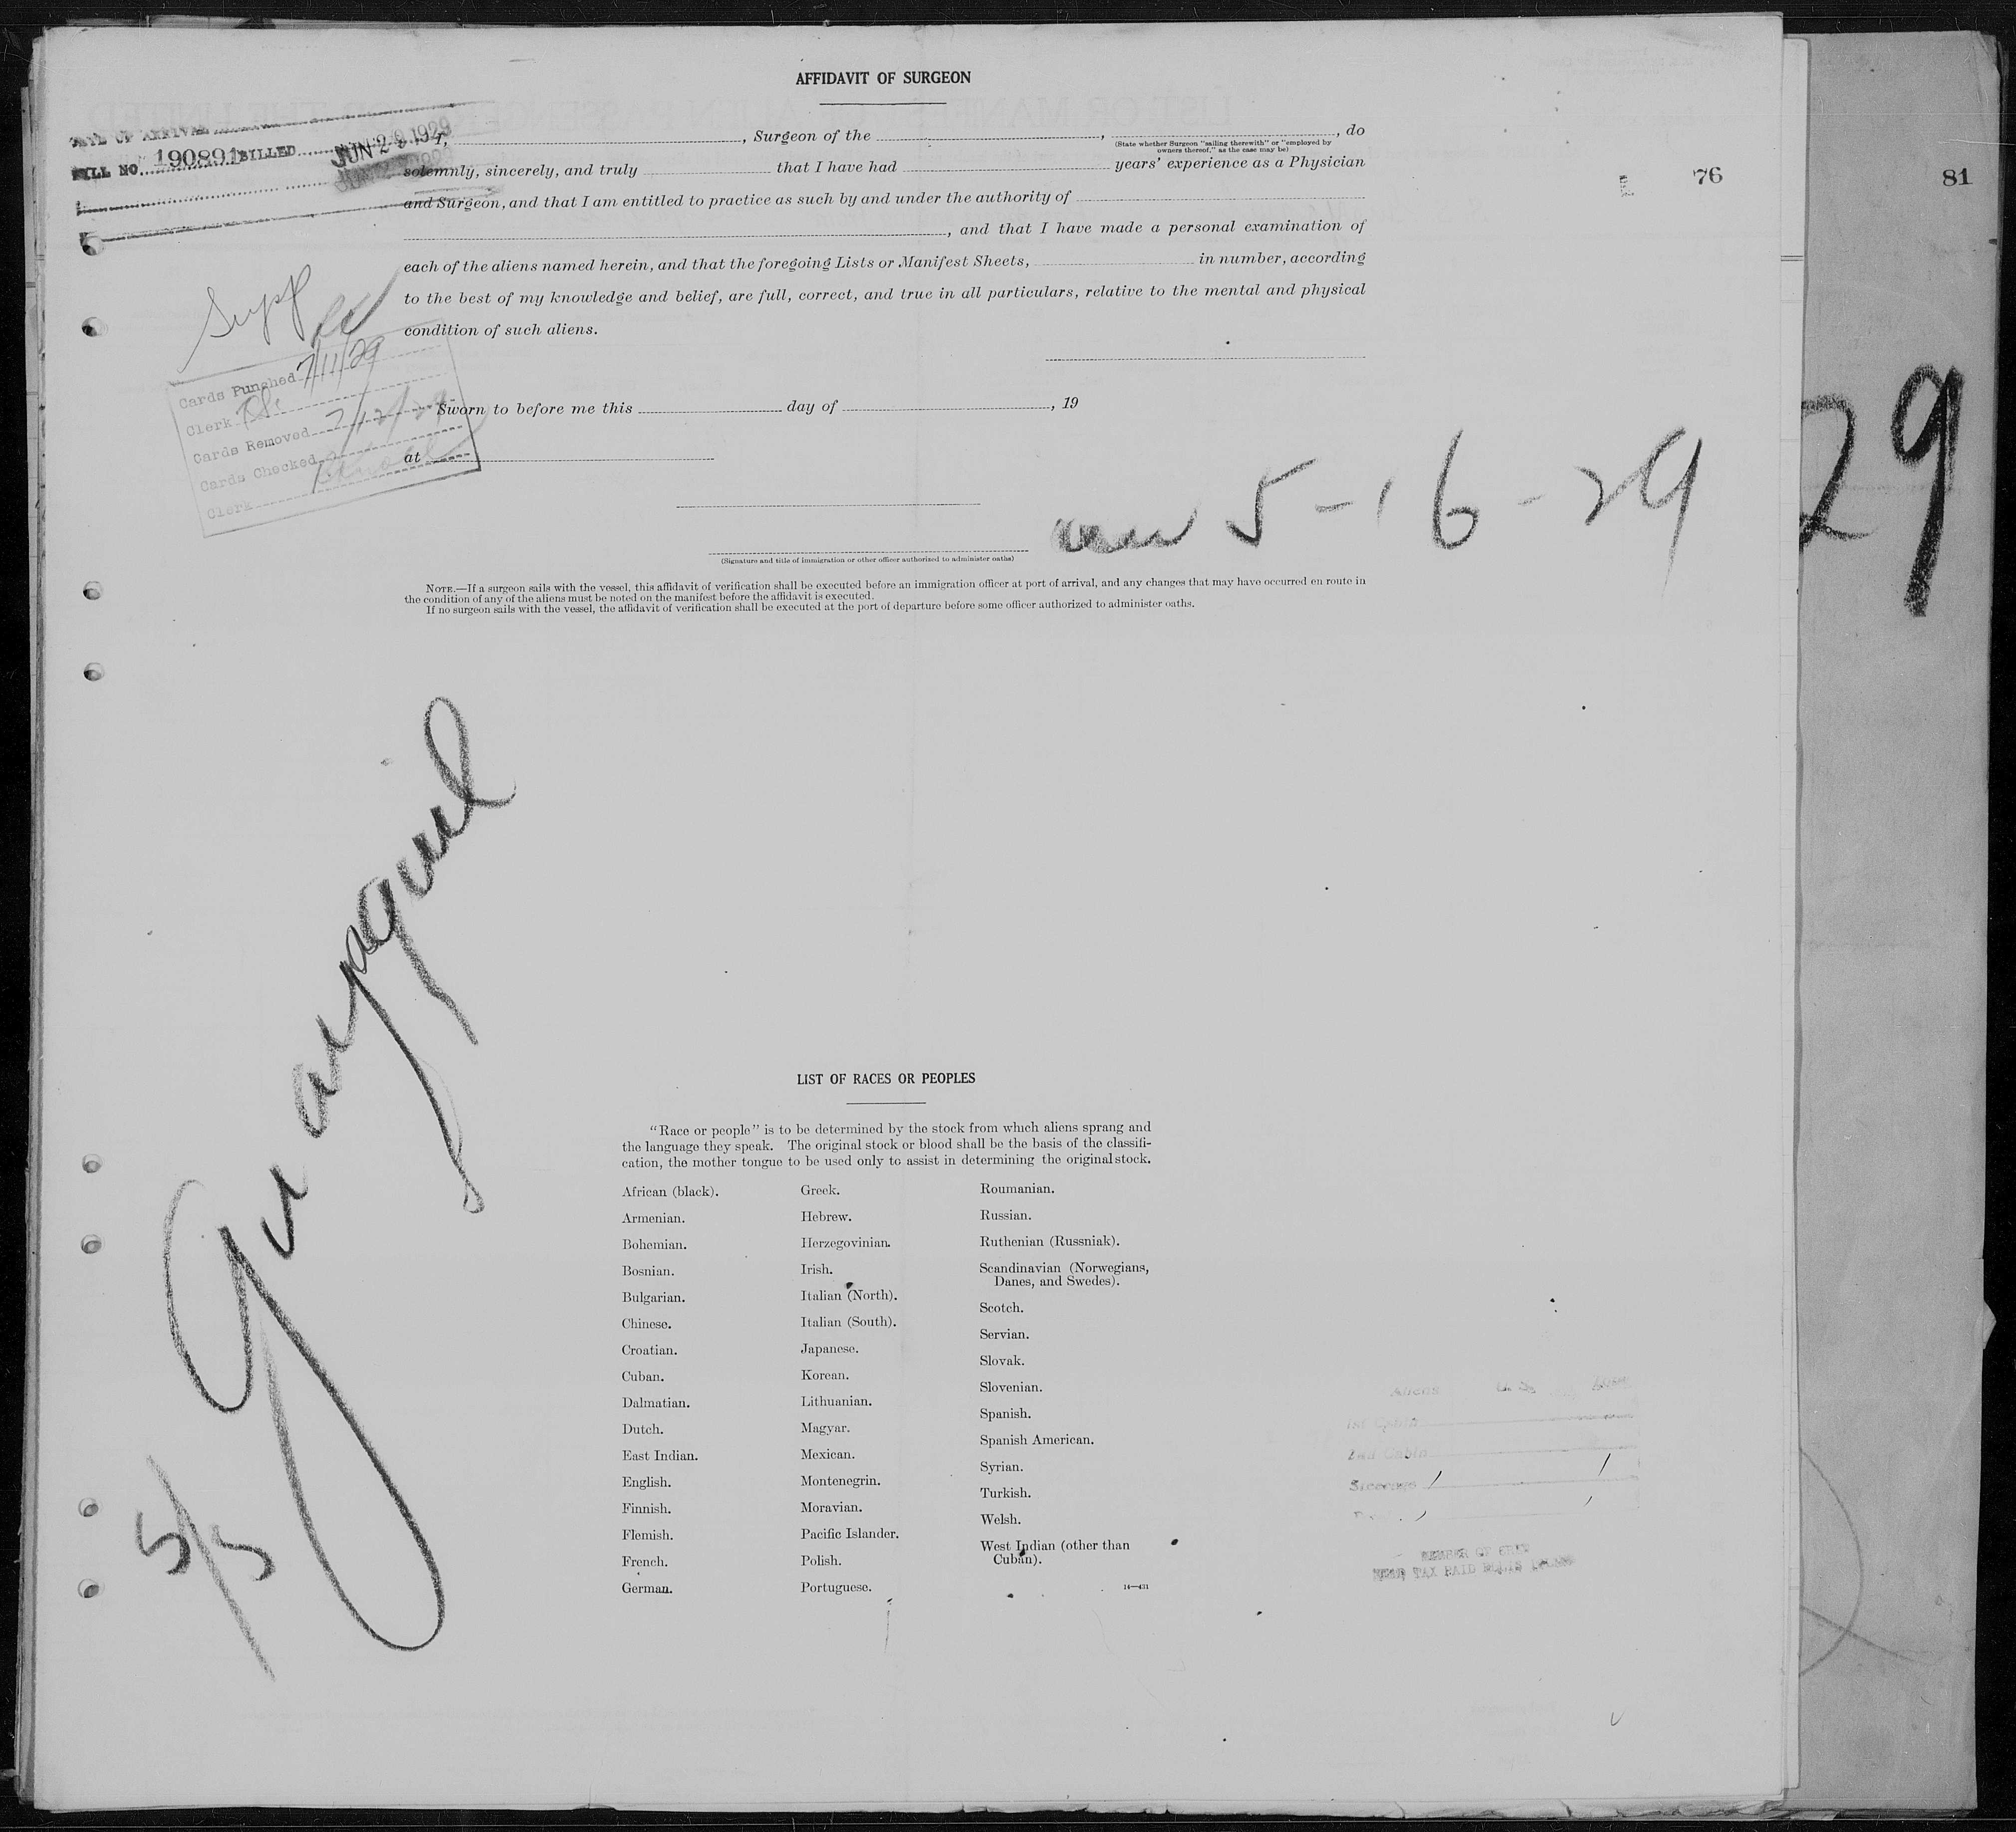 AFFIDAVIT OF SURGEON
DATE OF ARRIVAL
BILL NO. 190891 BILLED JUN 29 1929
I, , Surgeon of the , , do
(State whether Surgeon "sailing therewith" or "employed by
owners thereof," as the case may be)
solemnly, sincerely, and truly that I have had years' experience as a Physician
and Surgeon, and that I am entitled to practice as such by and under the authority of
, and that I have made a personal examination of
each of the aliens named herein, and that the foregoing Lists or Manifest Sheets, in number, according
to the best of my knowledge and belief, are full, correct, and true in all particulars, relative to the mental and physical
condition of such aliens.
76
81
Suppl
Cards Punched 7/11/29
Clerk
Cards Removed 7/12/29
Cards Checked
Clerk
Sworn to before me this day of , 19
at
5-16-29
29
(Signature and title of immigration or other officer authorized to administer oaths)
NOTE.—If a surgeon sails with the vessel, this affidavit of verification shall be executed before an immigration officer at port of arrival, and any changes that may have occurred en route in
the condition of any of the aliens must be noted on the manifest before the affidavit is executed.
If no surgeon sails with the vessel, the affidavit of verification shall be executed at the port of departure before some officer authorized to administer oaths.
Guayaquil
5/5
LIST OF RACES OR PEOPLES
"Race or people" is to be determined by the stock from which aliens sprang and
the language they speak. The original stock or blood shall be the basis of the classifi-
cation, the mother tongue to be used only to assist in determining the original stock.
African (black).
Armenian.
Bohemian.
Bosnian.
Bulgarian.
Chinese.
Croatian.
Cuban.
Dalmatian.
Dutch.
East Indian.
English.
Finnish.
Flemish.
French.
German.
Greek.
Hebrew.
Herzegovinian.
Irish.
Italian (North).
Italian (South).
Japanese.
Korean.
Lithuanian.
Magyar.
Mexican.
Montenegrin.
Moravian.
Pacific Islander.
Polish.
Portuguese.
Roumanian.
Russian.
Ruthenian (Russniak).
Scandinavian (Norwegians,
Danes, and Swedes).
Scotch.
Servian.
Slovak.
Slovenian.
Spanish.
Spanish American.
Syrian.
Turkish.
Welsh.
West Indian (other than
Cuban).
14—431
Aliens
1st Cabin
2nd Cabin
Steerage 1 1
TAX PAID